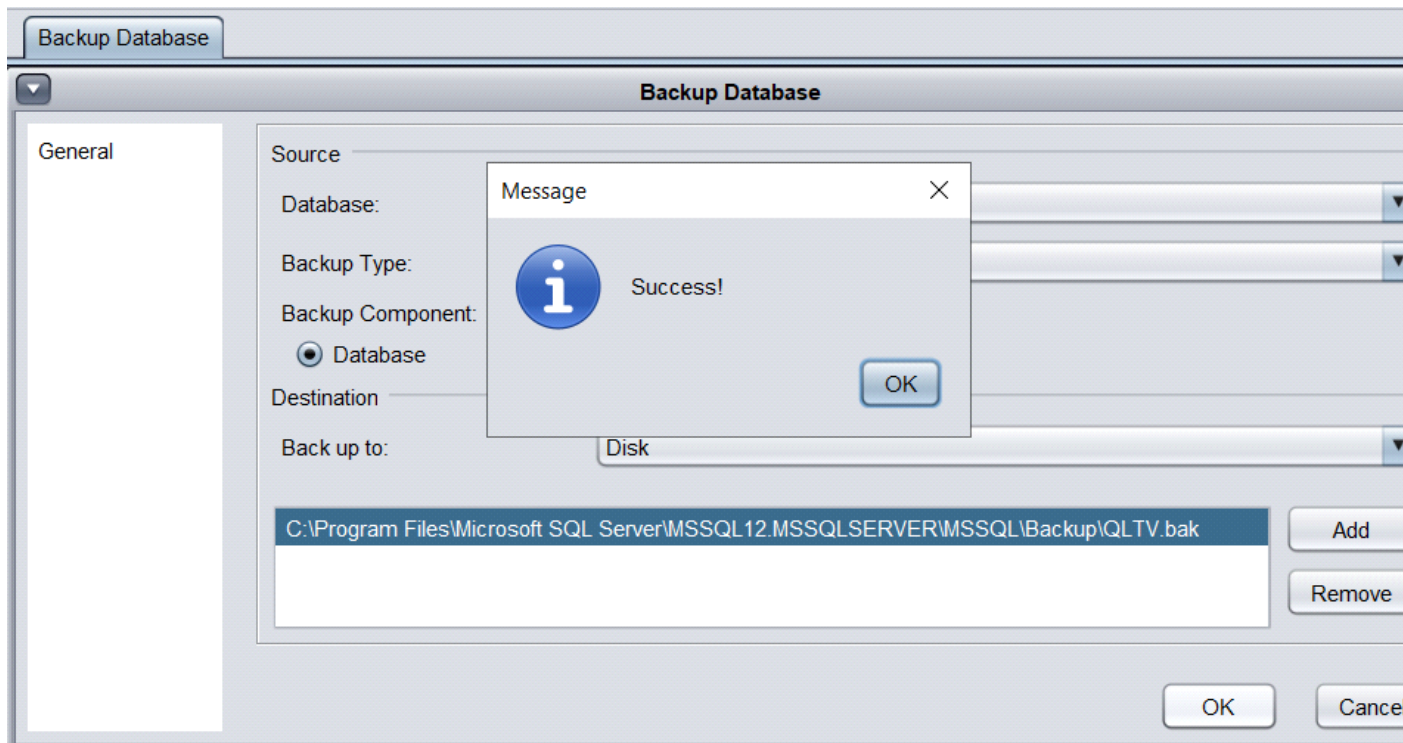 Backup Database
Backup Database
General
Source
Message
Database:
Backup Type:
Success!
Backup Component:
Database
OK
Destination
Back up to:
Disk
C:\Program Files\Microsoft SQL Server\MSSQL12.MSSQLSERVER\MSSQL\Backup\QLTV.bak
Add
Remove
OK
Cancel